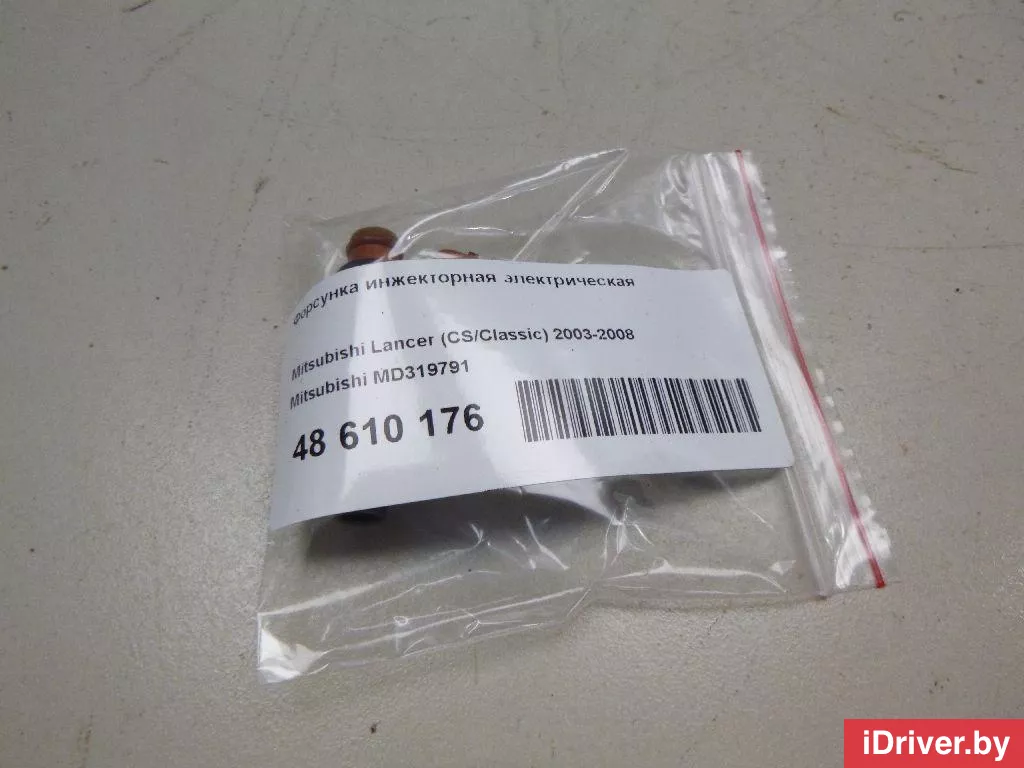 Форсунка инжекторная электрическая
Mitsubishi Lancer (CS/Classic) 2003-2008
Mitsubishi MD319791
48 610 176
iDriver.by